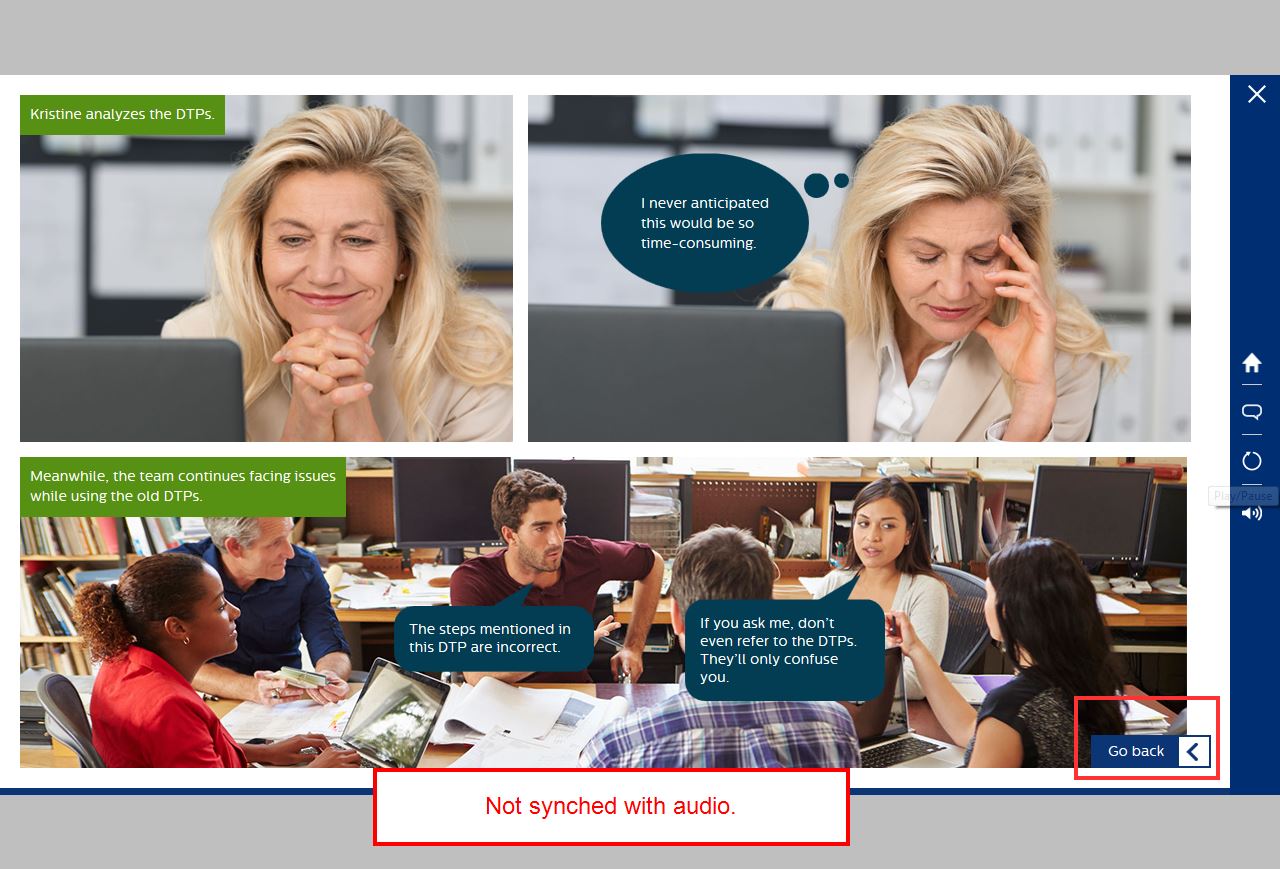 Kristine analyzes the DTPs.
I never anticipated
this would be so
time-consuming.
Meanwhile, the team continues facing issues
while using the old DTPs.
The steps mentioned in
this DTP are incorrect.
If you ask me, don't
even refer to the DTPs.
They'll only confuse
you.
Play/Pause
Go back
Not synched with audio.